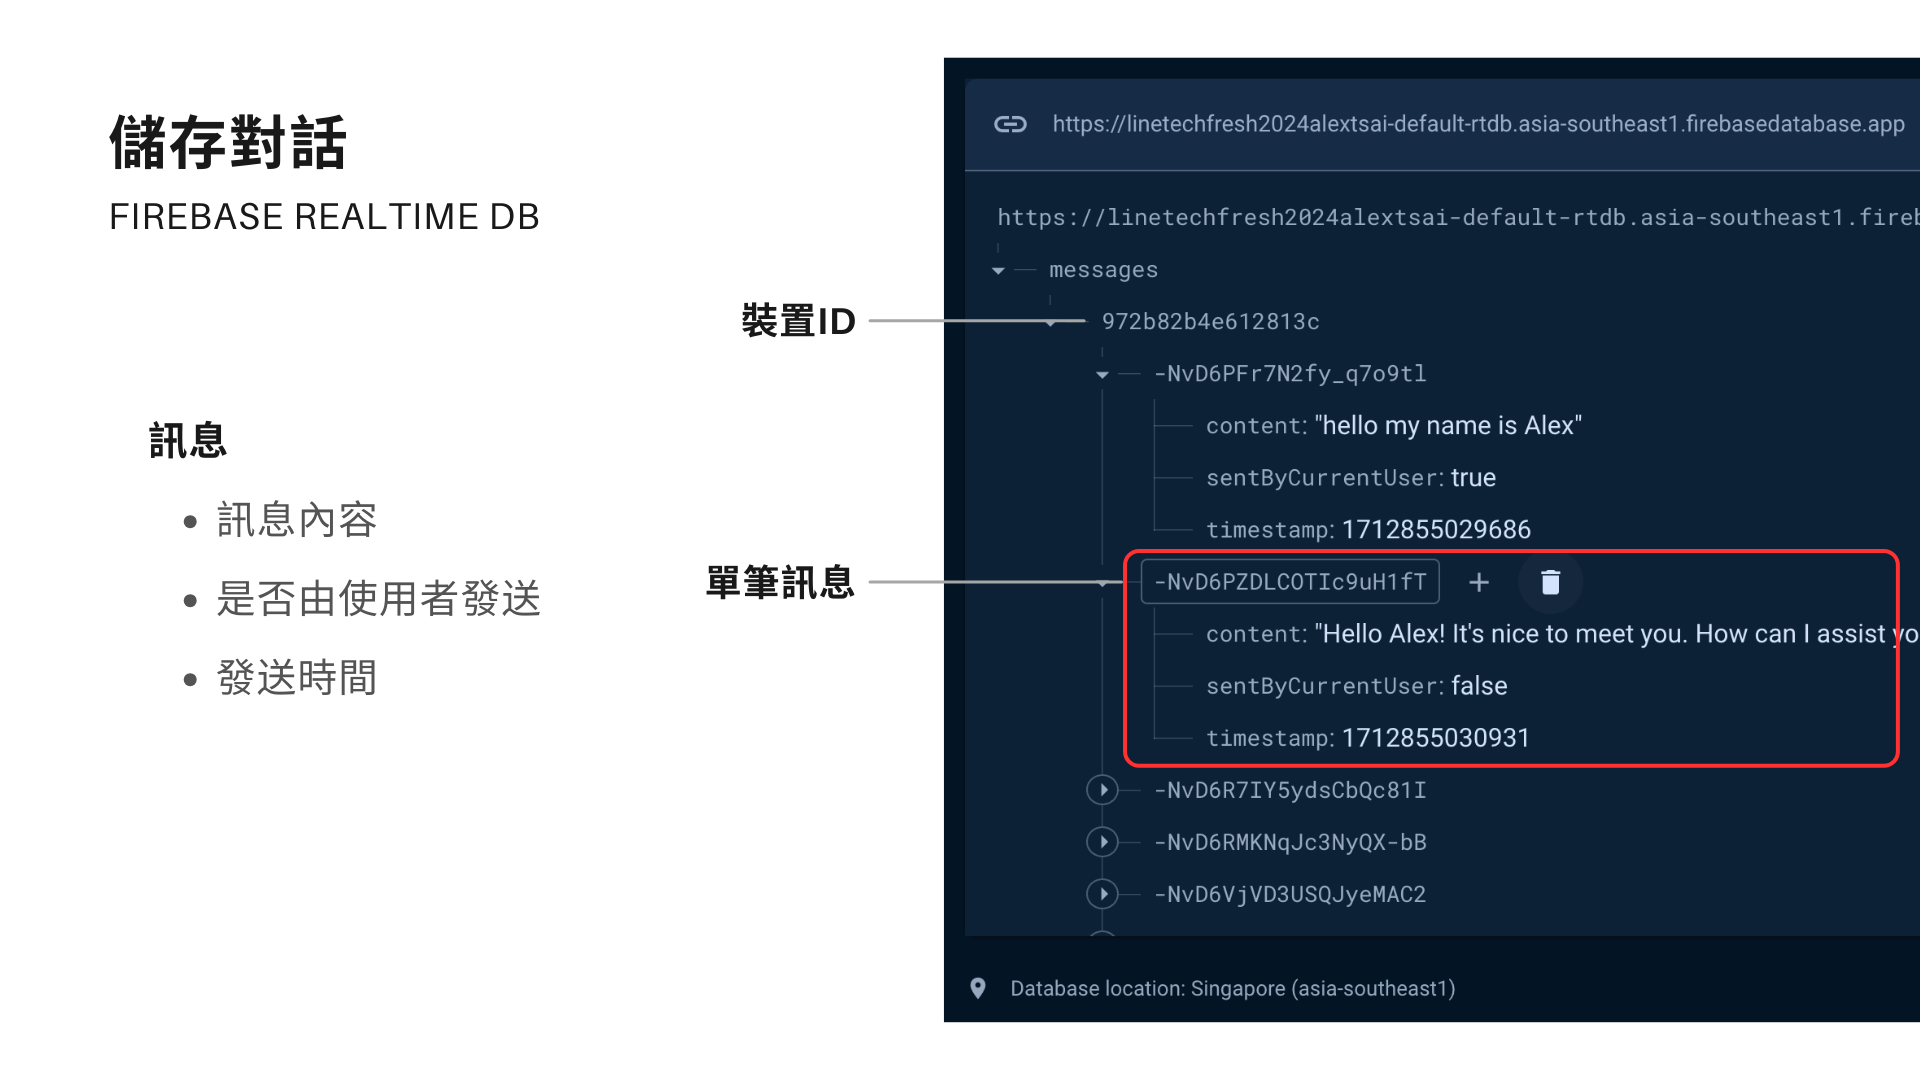 儲存對話
FIREBASE REALTIME DB
訊息
訊息內容
是否由使用者發送
發送時間
裝置ID
單筆訊息
https://linetechfresh2024alextsai-default-rtdb.asia-southeast1.firebasedatabase.app
https://linetechfresh2024alextsai-default-rtdb.asia-southeast1.fireb
messages
972b82b4e612813c
-NvD6PFr7N2fy_q7o9tl
content: "hello my name is Alex"
sentByCurrentUser: true
timestamp: 1712855029686
-NvD6PZDLCOTIc9uH1fT
content: "Hello Alex! It's nice to meet you. How can I assist yo
sentByCurrentUser: false
timestamp: 1712855030931
-NvD6R7IY5ydsCbQc81I
-NvD6RMKNqJc3NyQX-bB
-NvD6VjVD3USQJyeMAC2
Database location: Singapore (asia-southeast1)